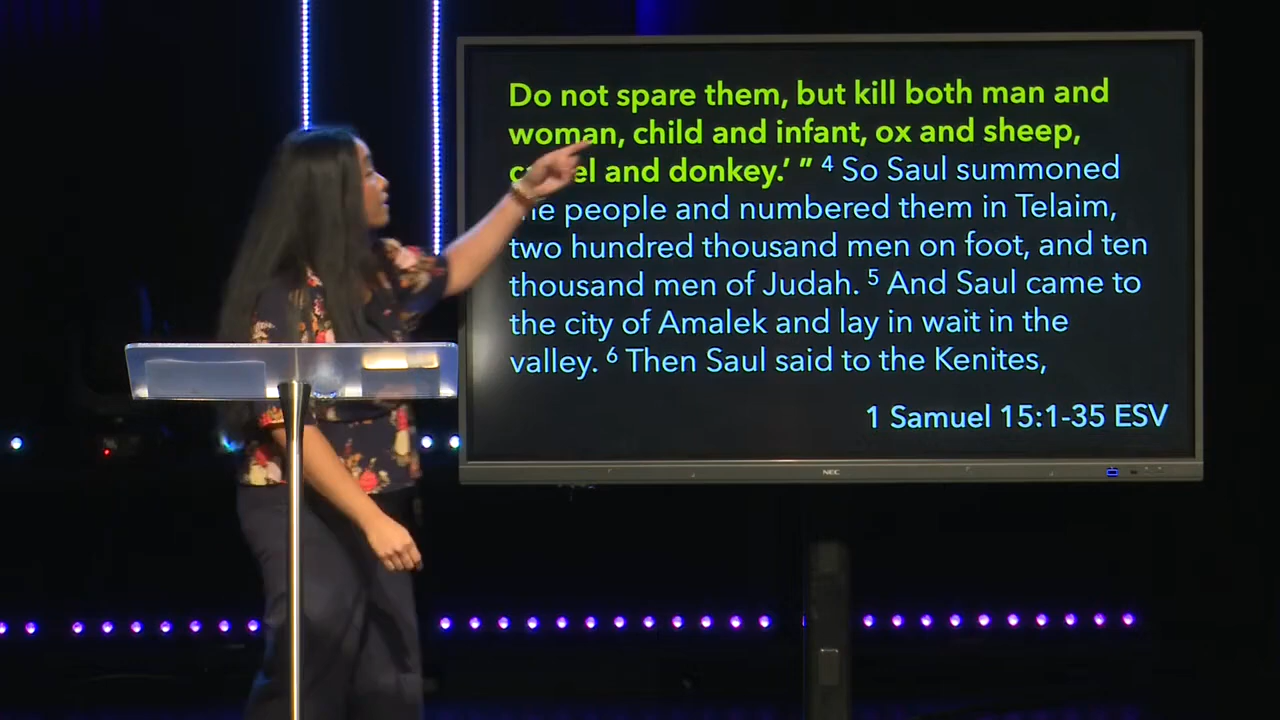 Do not spare them, but kill both man and
woman, child and infant, ox and sheep,
and donkey.’ ” 4 So Saul summoned
people and numbered them in Telaim,
two hundred thousand men on foot, and ten
thousand men of Judah. 5 And Saul came to
the city of Amalek and lay in wait in the
valley. 6 Then Saul said to the Kenites,
1 Samuel 15:1-35 ESV
NEC